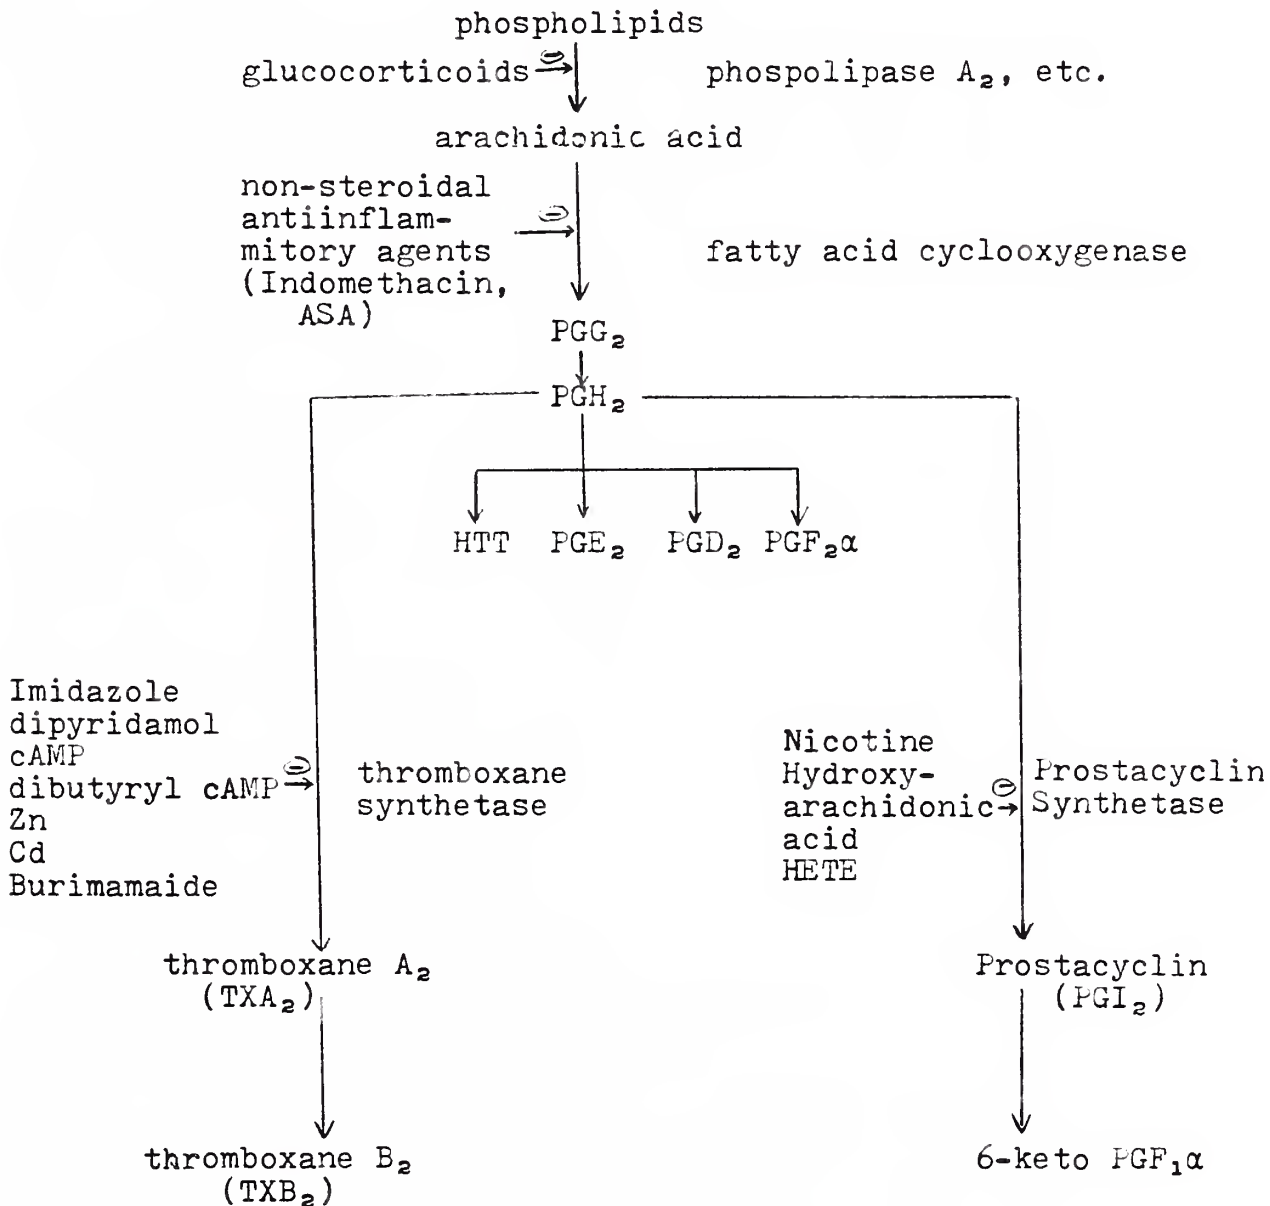 phospholipids
glucocorticoids ⊖
phospolipase A₂, etc.
arachidonic acid
non-steroidal
antiinflam-
mitory agents
(Indomethacin,
ASA)
⊖
fatty acid cyclooxygenase
PGG₂
PGH₂
HTT PGE₂ PGD₂ PGF₂α
Imidazole
dipyridamol
cAMP
dibutyryl cAMP ⊖
Zn
Cd
Burimamaide
thromboxane
synthetase
Nicotine
Hydroxy-
arachidonic ⊖
acid
HETE
Prostacyclin
Synthetase
thromboxane A₂
(TXA₂)
Prostacyclin
(PGI₂)
thromboxane B₂
(TXB₂)
6-keto PGF₁α